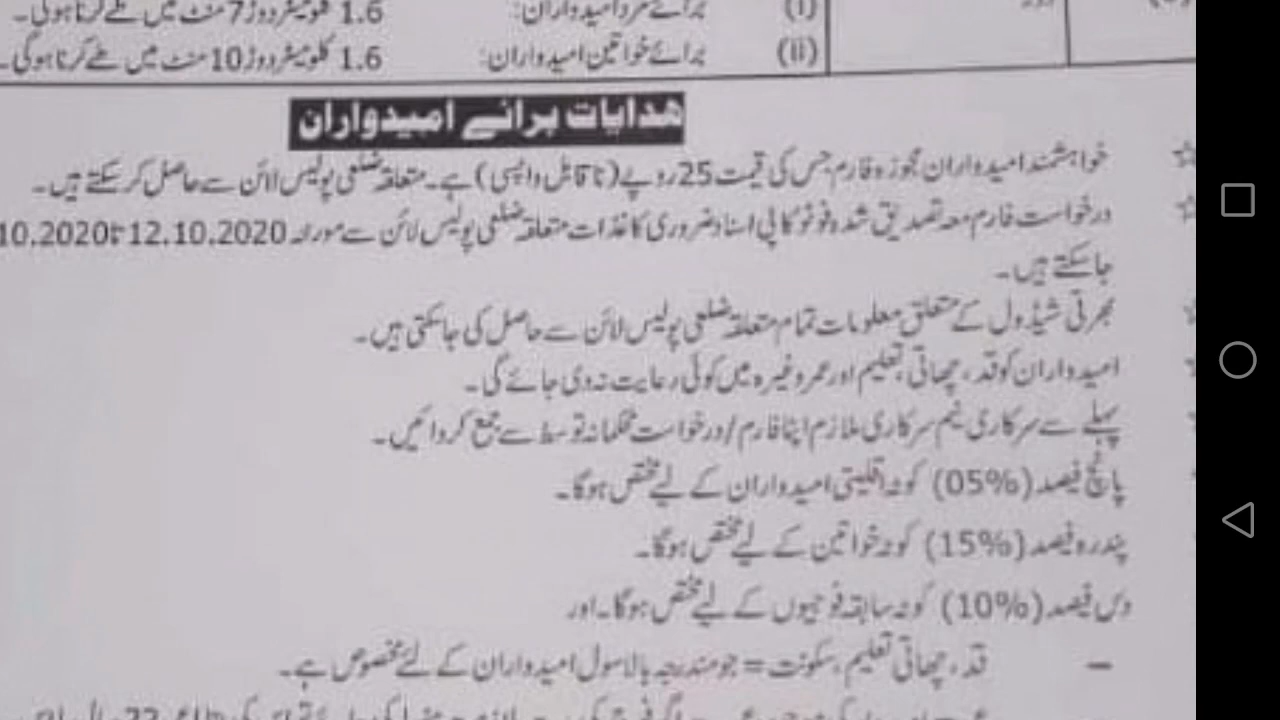 (i) برائے مرد امیدواران: 1.6 کلومیٹر دوڑ 7 منٹ میں طے کرنا ہوگی۔
(ii) برائے خواتین امیدواران: 1.6 کلومیٹر دوڑ 10 منٹ میں طے کرنا ہوگی۔
ھدایات برائے امیدواران
☆ خواہشمند امیدواران مجوزہ فارم جس کی قیمت 25 روپے (ناقابل واپسی) ہے۔ متعلقہ ضلعی پولیس لائن سے حاصل کر سکتے ہیں۔
☆ درخواست فارم معہ تصدیق شدہ فوٹو کاپی اسناد ضروری کاغذات متعلقہ ضلعی پولیس لائن سے مورخہ 12.10.2020 تا 10.2020
جا سکتے ہیں۔
☆ بھرتی شیڈول کے متعلق معلومات تمام متعلقہ ضلعی پولیس لائن سے حاصل کی جا سکتی ہیں۔
امیدواران کو قد، چھاتی، تعلیم اور عمر وغیرہ میں کوئی رعایت نہ دی جائے گی۔
پہلے سے سرکاری نیم سرکاری ملازم اپنا فارم/درخواست محکمانہ توسط سے جمع کروائیں۔
پانچ فیصد (05%) کوٹہ اقلیتی امیدواران کے لیے مختص ہوگا۔
پندرہ فیصد (15%) کوٹہ خواتین کے لیے مختص ہوگا۔
دس فیصد (10%) کوٹہ سابقہ فوجیوں کے لیے مختص ہوگا۔ اور
– قد، چھاتی تعلیم، سکونت = جو مندرجہ بالا سول امیدواران کے لئے مخصوص ہے۔